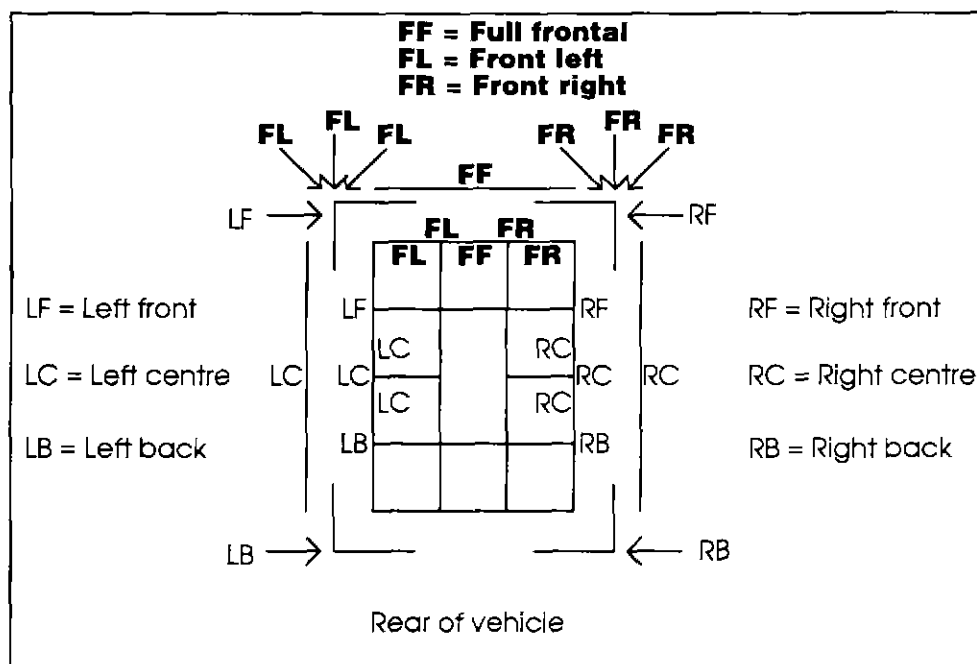 FF = Full frontal
FL = Front left
FR = Front right
FL FL FL FR FR FR
FF
LF RF
FL FR
FL FF FR
LF = Left front LF RF RF = Right front
LC RC
LC = Left centre LC LC RC RC RC = Right centre
LC RC
LB = Left back LB RB RB = Right back
LB RB
Rear of vehicle